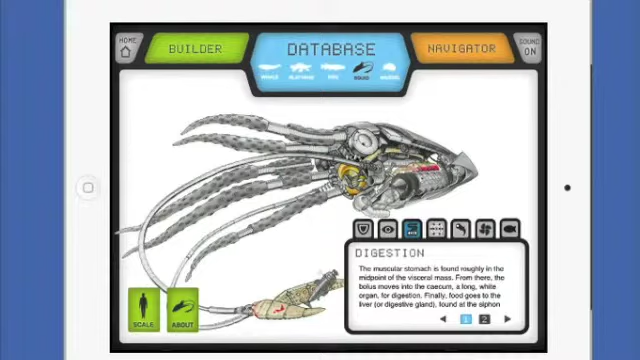 HOME
BUILDER
DATABASE
NAVIGATOR
SOUND
ON
WHALE
SQUID
DIGESTION
The muscular stomach is found roughly in the
midpoint of the visceral mass. From there, the
bolus moves into the caecum, a long, white
organ, for digestion. Finally, food goes to the
liver (or digestive gland), found at the siphon
SCALE
ABOUT
1
2